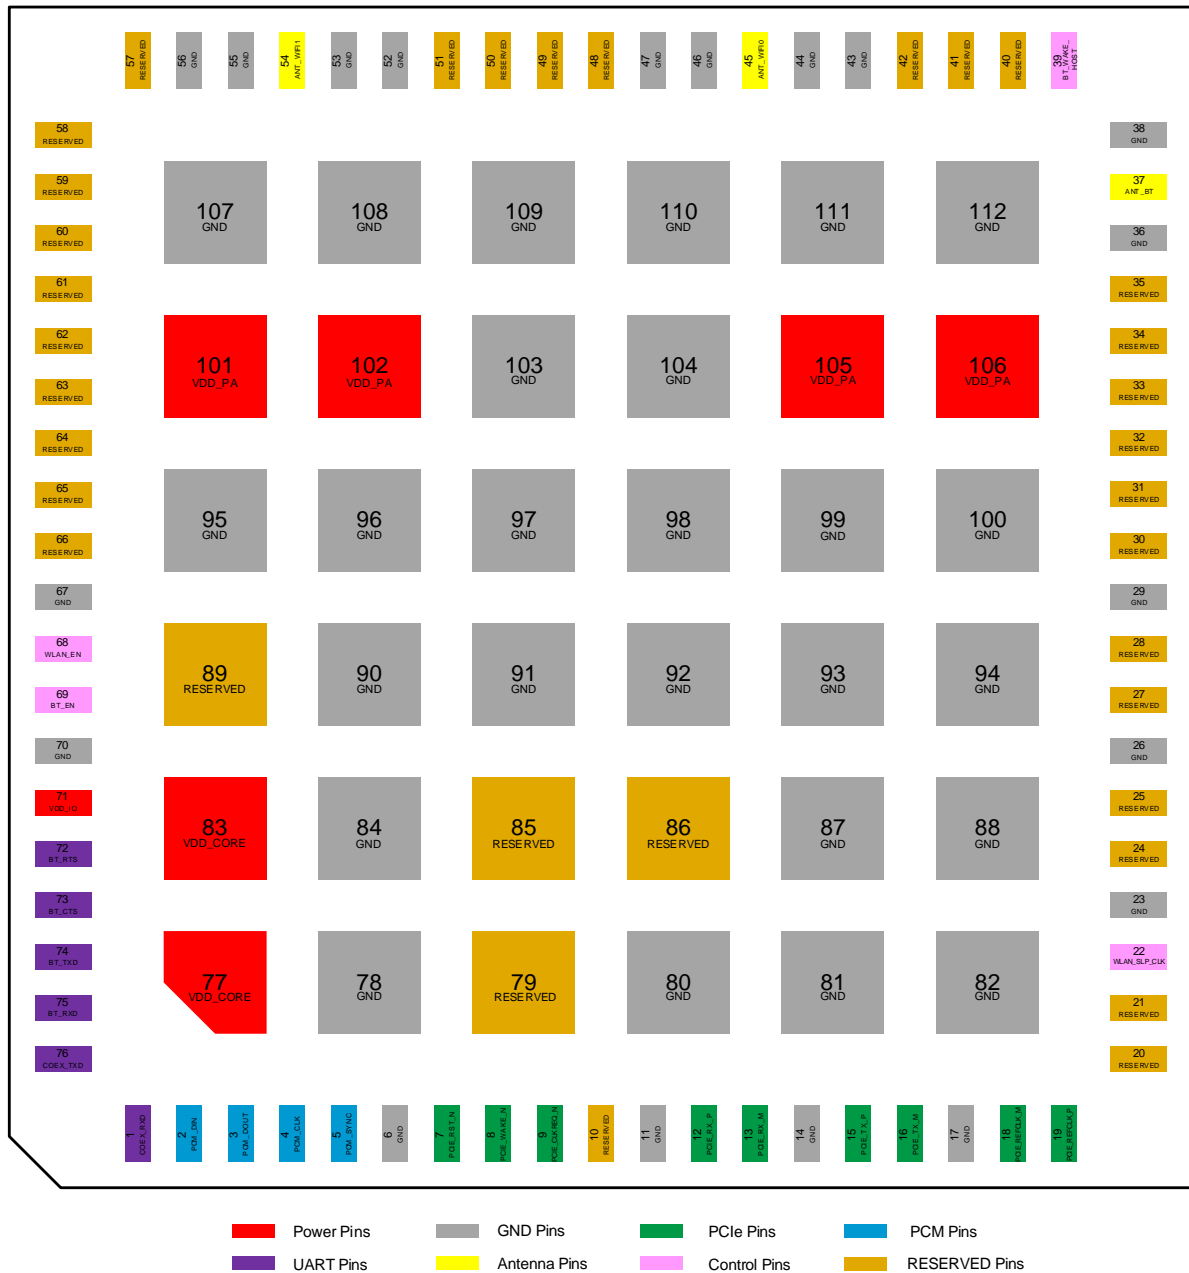 57
RESERVED
56
GND
55
GND
54
ANT_WIFI1
53
GND
52
GND
51
RESERVED
50
RESERVED
49
RESERVED
48
RESERVED
47
GND
46
GND
45
ANT_WIFI0
44
GND
43
GND
42
RESERVED
41
RESERVED
40
RESERVED
39
BT_WAKE_
HOST
58
RESERVED
59
RESERVED
60
RESERVED
61
RESERVED
62
RESERVED
63
RESERVED
64
RESERVED
65
RESERVED
66
RESERVED
67
GND
68
WLAN_EN
69
BT_EN
70
GND
71
VDD_IO
72
BT_RTS
73
BT_CTS
74
BT_TXD
75
BT_RXD
76
COEX_TXD
107
GND
108
GND
109
GND
110
GND
111
GND
112
GND
101
VDD_PA
102
VDD_PA
103
GND
104
GND
105
VDD_PA
106
VDD_PA
95
GND
96
GND
97
GND
98
GND
99
GND
100
GND
89
RESERVED
90
GND
91
GND
92
GND
93
GND
94
GND
83
VDD_CORE
84
GND
85
RESERVED
86
RESERVED
87
GND
88
GND
77
VDD_CORE
78
GND
79
RESERVED
80
GND
81
GND
82
GND
38
GND
37
ANT_BT
36
GND
35
RESERVED
34
RESERVED
33
RESERVED
32
RESERVED
31
RESERVED
30
RESERVED
29
GND
28
RESERVED
27
RESERVED
26
GND
25
RESERVED
24
RESERVED
23
GND
22
WLAN_SLP_CLK
21
RESERVED
20
RESERVED
1
COEX_RXD
2
PCM_DIN
3
PCM_DOUT
4
PCM_CLK
5
PCM_SYNC
6
GND
7
PCIE_RST_N
8
PCIE_WAKE_N
9
PCIE_CLKREQ_N
10
RESERVED
11
GND
12
PCIE_RX_P
13
PCIE_RX_M
14
GND
15
PCIE_TX_P
16
PCIE_TX_M
17
GND
18
PCIE_REFCLK_M
19
PCIE_REFCLK_P
Power Pins
GND Pins
PCIe Pins
PCM Pins
UART Pins
Antenna Pins
Control Pins
RESERVED Pins